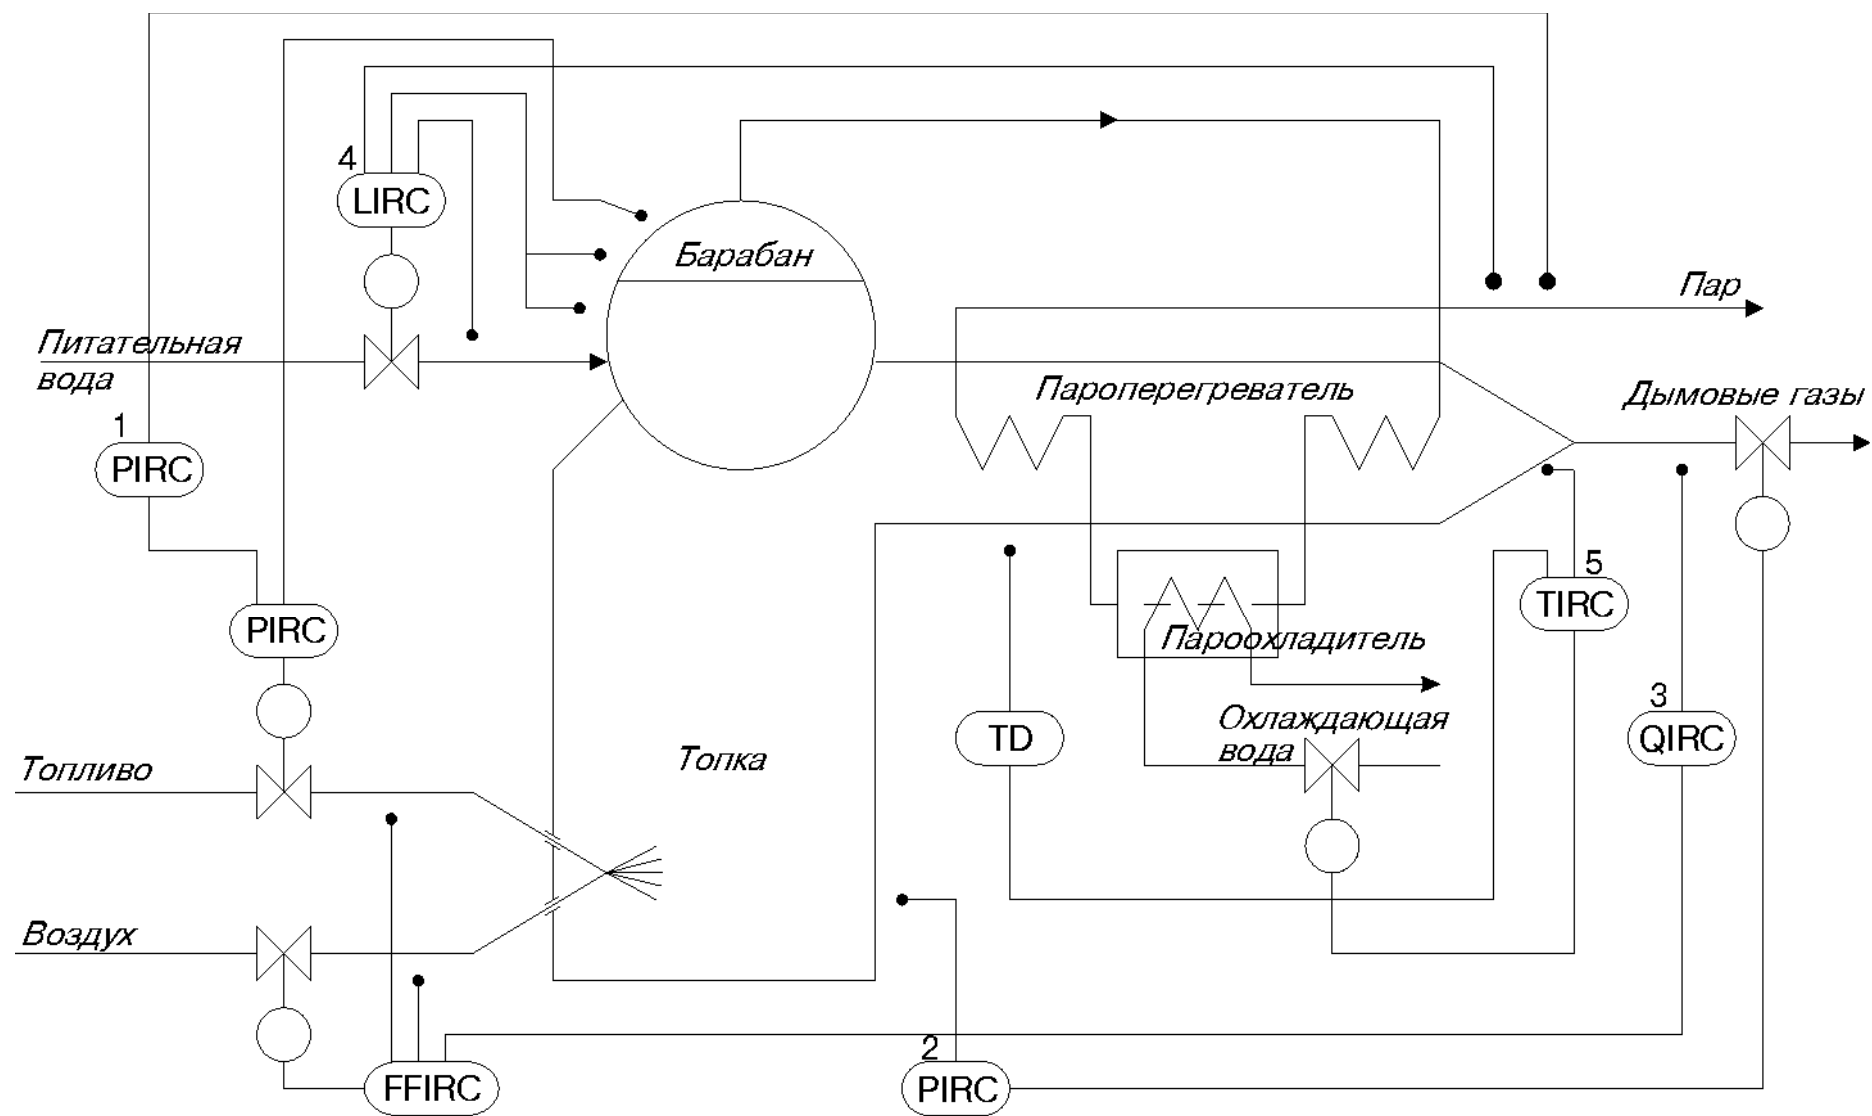 4
LIRC
Барабан
Пар
Питательная
вода
Пароперегреватель
Дымовые газы
1
PIRC
5
TIRC
PIRC
Пароохладитель
3
QIRC
TD
Охлаждающая
вода
Топка
Топливо
Воздух
FFIRC
2
PIRC